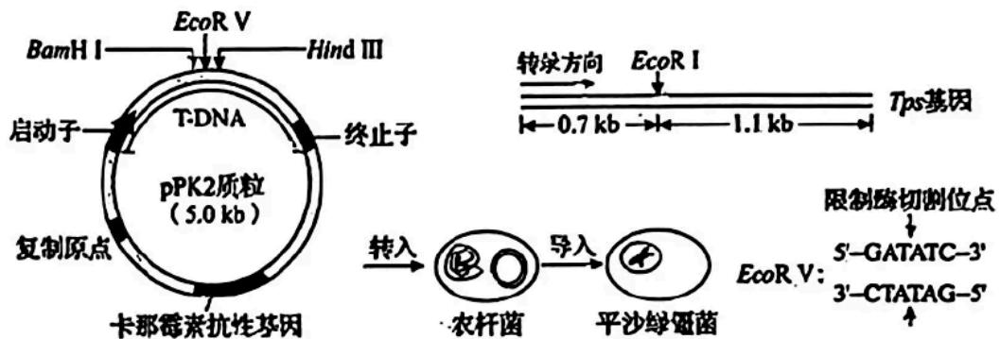 EcoR V
BamH I
Hind III
启动子
T-DNA
终止子
pPK2质粒
(5.0 kb)
复制原点
卡那霉素抗性基因
转录方向
EcoR I
Tps基因
0.7 kb
1.1 kb
转入
导入
农杆菌
平沙绿僵菌
限制酶切割位点
EcoR V:
5'-GATATC-3'
3'-CTATAG-5'